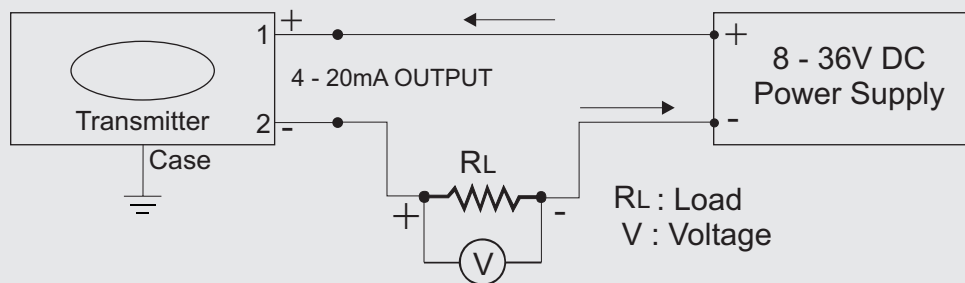 1 +
4 - 20mA OUTPUT
Transmitter
2 -
Case
+
8 - 36V DC
Power Supply
-
RL
+ -
V
RL : Load
V : Voltage